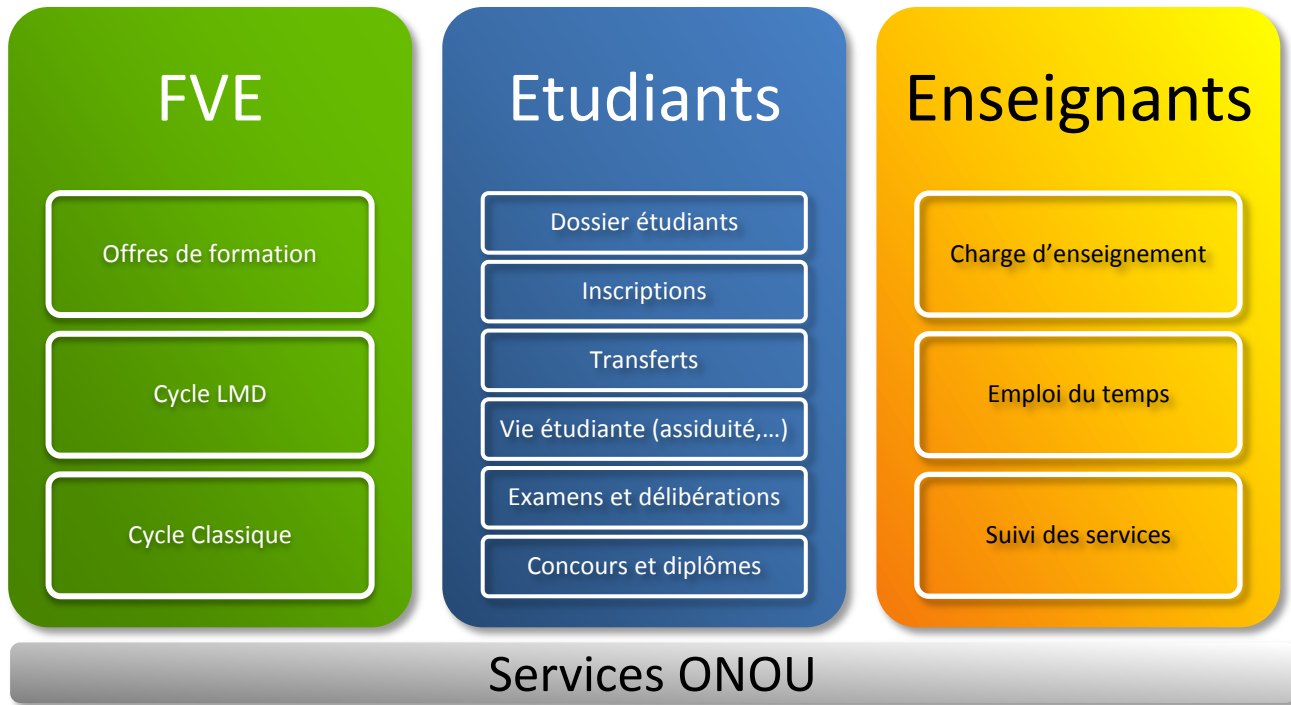 FVE
Offres de formation
Cycle LMD
Cycle Classique
Etudiants
Dossier étudiants
Inscriptions
Transferts
Vie étudiante (assiduité,...)
Examens et délibérations
Concours et diplômes
Enseignants
Charge d’enseignement
Emploi du temps
Suivi des services
Services ONOU